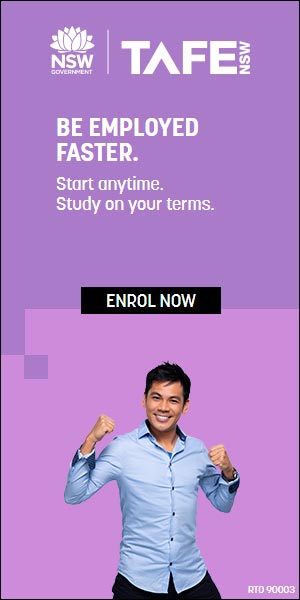 NSW
GOVERNMENT
TAFE NSW
BE EMPLOYED
FASTER.
Start anytime.
Study on your terms.
ENROL NOW
RTO 90003